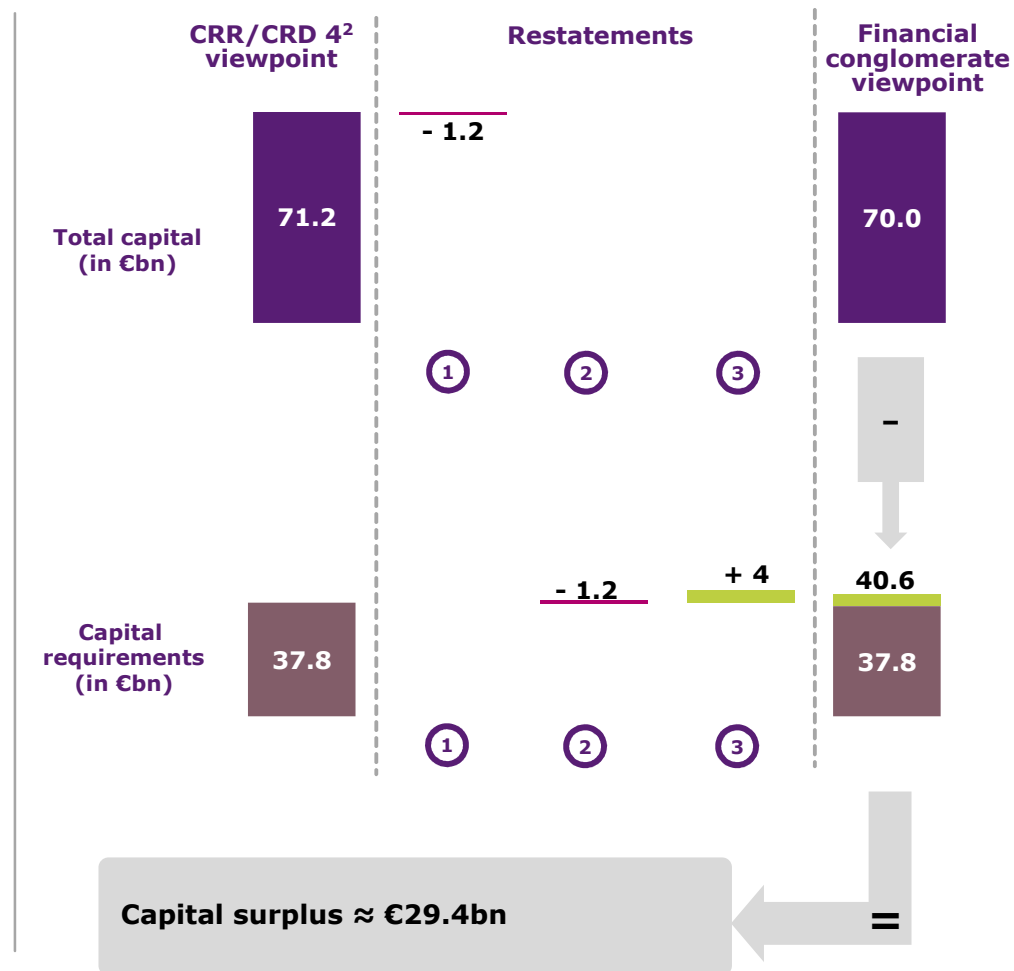 CRR/CRD 4²
viewpoint
Restatements
Financial
conglomerate
viewpoint
- 1.2
71.2
70.0
Total capital
(in €bn)
1
2
3
–
- 1.2
+ 4
40.6
Capital
requirements
(in €bn)
37.8
37.8
1
2
3
Capital surplus ≈ €29.4bn
=